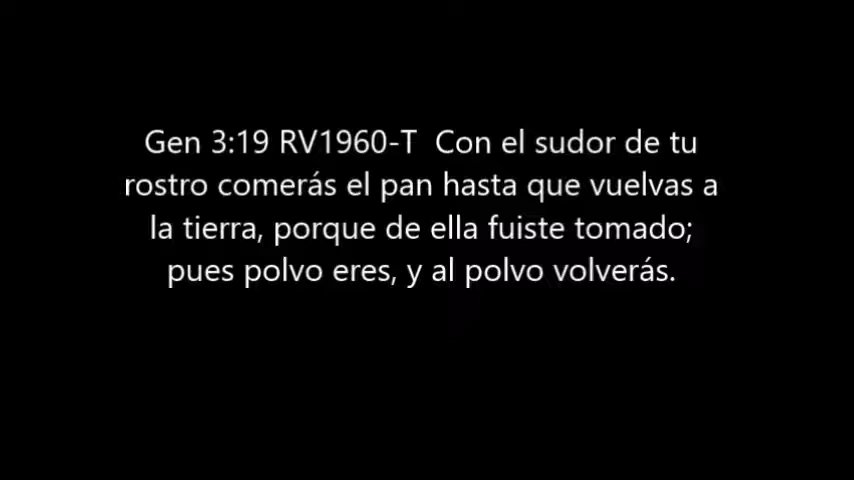 Gen 3:19 RV1960-T  Con el sudor de tu
rostro comerás el pan hasta que vuelvas a
la tierra, porque de ella fuiste tomado;
pues polvo eres, y al polvo volverás.